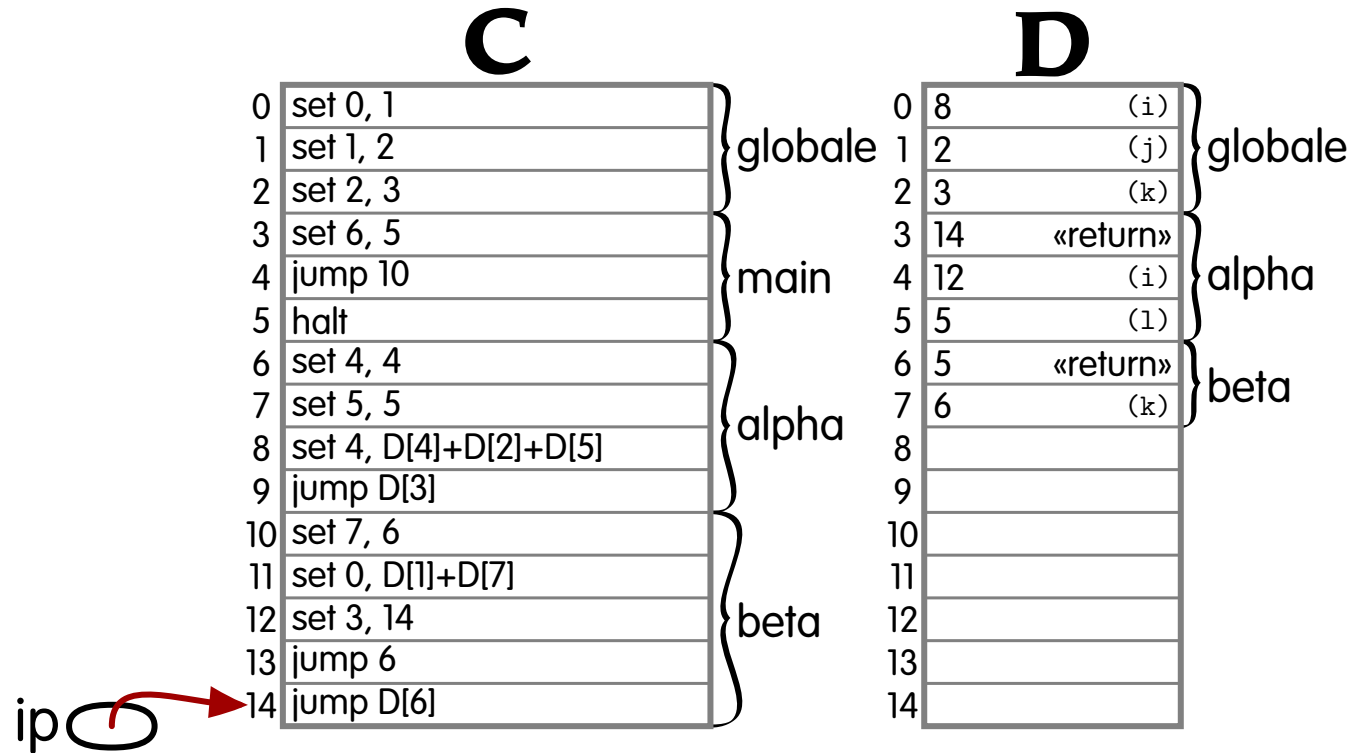 C D
0 set 0, 1 0 8 (i)
1 set 1, 2 globale 1 2 (j) globale
2 set 2, 3 2 3 (k)
3 set 6, 5 3 14 «return»
4 jump 10 main 4 12 (i) alpha
5 halt 5 5 (l)
6 set 4, 4 6 5 «return»
7 set 5, 5 alpha 7 6 (k) beta
8 set 4, D[4]+D[2]+D[5] 8
9 jump D[3] 9
10 set 7, 6 10
11 set 0, D[1]+D[7] 11
12 set 3, 14 beta 12
13 jump 6 13
ip 14 jump D[6] 14